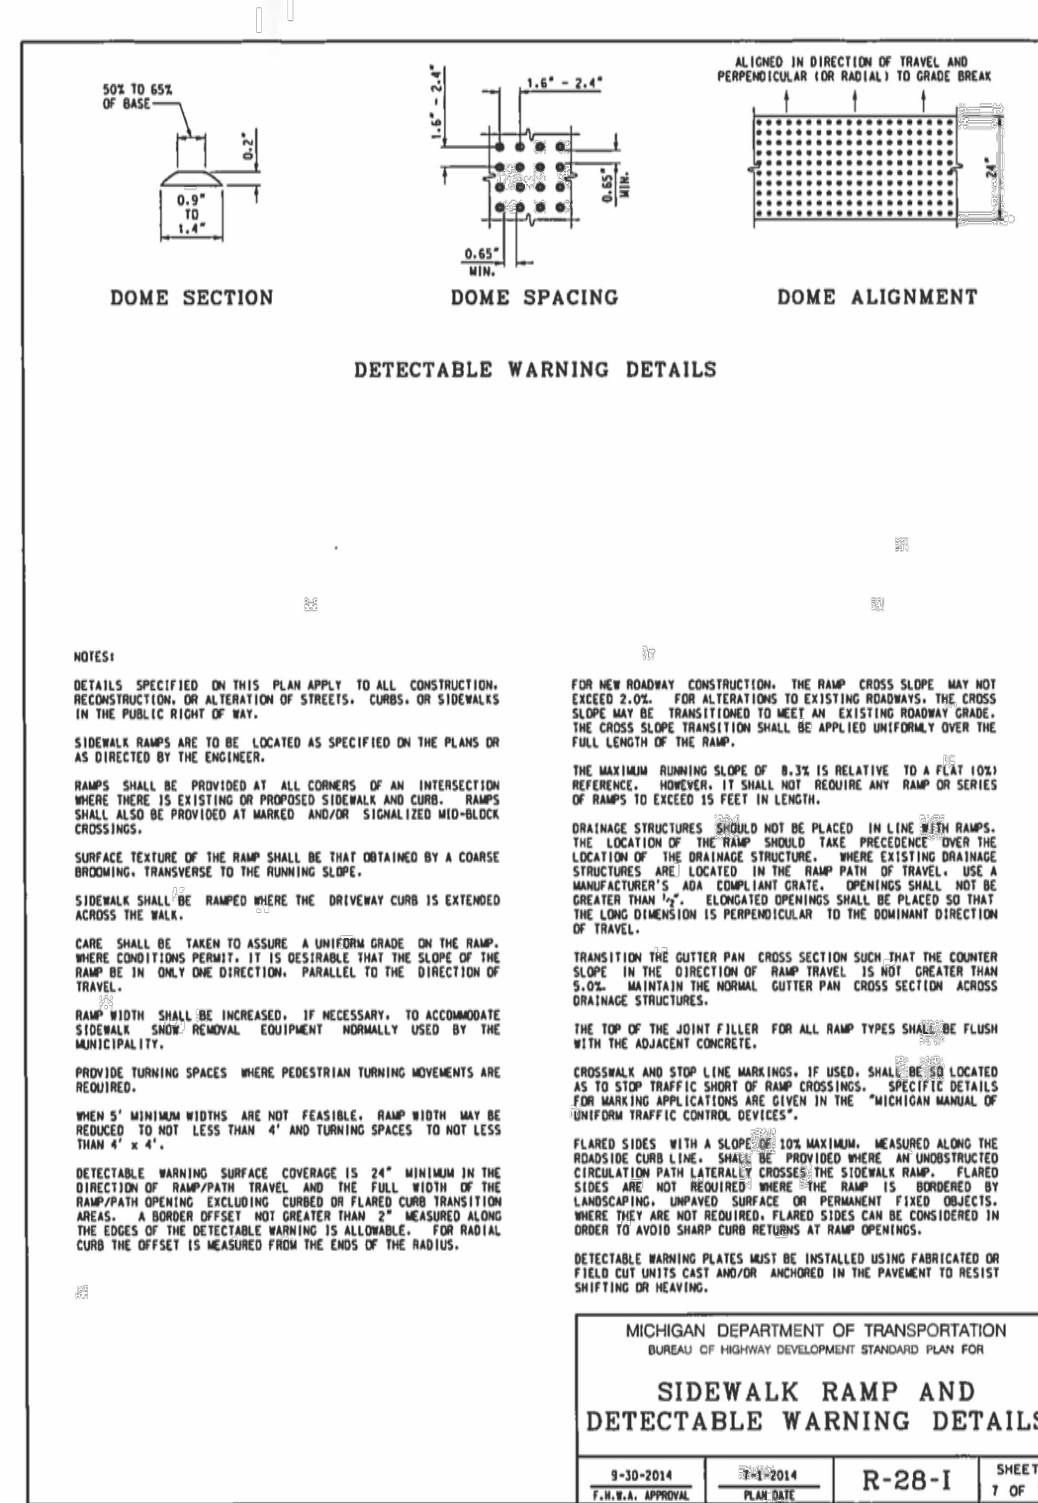 50% TO 65%
OF BASE
0.2"
0.9"
TO
1.4"
DOME SECTION
1.6" - 2.4"
1.6" - 2.4"
0.65"
MIN.
0.65"
MIN.
DOME SPACING
ALIGNED IN DIRECTION OF TRAVEL AND
PERPENDICULAR (OR RADIAL) TO GRADE BREAK
24"
DOME ALIGNMENT
DETECTABLE WARNING DETAILS
NOTES:
DETAILS SPECIFIED ON THIS PLAN APPLY TO ALL CONSTRUCTION,
RECONSTRUCTION, OR ALTERATION OF STREETS, CURBS, OR SIDEWALKS
IN THE PUBLIC RIGHT OF WAY.
SIDEWALK RAMPS ARE TO BE LOCATED AS SPECIFIED ON THE PLANS OR
AS DIRECTED BY THE ENGINEER.
RAMPS SHALL BE PROVIDED AT ALL CORNERS OF AN INTERSECTION
WHERE THERE IS EXISTING OR PROPOSED SIDEWALK AND CURB. RAMPS
SHALL ALSO BE PROVIDED AT MARKED AND/OR SIGNALIZED MID-BLOCK
CROSSINGS.
SURFACE TEXTURE OF THE RAMP SHALL BE THAT OBTAINED BY A COARSE
BROOMING, TRANSVERSE TO THE RUNNING SLOPE.
SIDEWALK SHALL BE RAMPED WHERE THE DRIVEWAY CURB IS EXTENDED
ACROSS THE WALK.
CARE SHALL BE TAKEN TO ASSURE A UNIFORM GRADE ON THE RAMP.
WHERE CONDITIONS PERMIT, IT IS DESIRABLE THAT THE SLOPE OF THE
RAMP BE IN ONLY ONE DIRECTION, PARALLEL TO THE DIRECTION OF
TRAVEL.
RAMP WIDTH SHALL BE INCREASED, IF NECESSARY, TO ACCOMMODATE
SIDEWALK SNOW REMOVAL EQUIPMENT NORMALLY USED BY THE
MUNICIPALITY.
PROVIDE TURNING SPACES WHERE PEDESTRIAN TURNING MOVEMENTS ARE
REQUIRED.
WHEN 5' MINIMUM WIDTHS ARE NOT FEASIBLE, RAMP WIDTH MAY BE
REDUCED TO NOT LESS THAN 4' AND TURNING SPACES TO NOT LESS
THAN 4' x 4'.
DETECTABLE WARNING SURFACE COVERAGE IS 24" MINIMUM IN THE
DIRECTION OF RAMP/PATH TRAVEL AND THE FULL WIDTH OF THE
RAMP/PATH OPENING EXCLUDING CURBED OR FLARED CURB TRANSITION
AREAS. A BORDER OFFSET NOT GREATER THAN 2" MEASURED ALONG
THE EDGES OF THE DETECTABLE WARNING IS ALLOWABLE. FOR RADIAL
CURB THE OFFSET IS MEASURED FROM THE ENDS OF THE RADIUS.
FOR NEW ROADWAY CONSTRUCTION, THE RAMP CROSS SLOPE MAY NOT
EXCEED 2.0%. FOR ALTERATIONS TO EXISTING ROADWAYS, THE CROSS
SLOPE MAY BE TRANSITIONED TO MEET AN EXISTING ROADWAY GRADE.
THE CROSS SLOPE TRANSITION SHALL BE APPLIED UNIFORMLY OVER THE
FULL LENGTH OF THE RAMP.
THE MAXIMUM RUNNING SLOPE OF 8.3% IS RELATIVE TO A FLAT (0%)
REFERENCE. HOWEVER, IT SHALL NOT REQUIRE ANY RAMP OR SERIES
OF RAMPS TO EXCEED 15 FEET IN LENGTH.
DRAINAGE STRUCTURES SHOULD NOT BE PLACED IN LINE WITH RAMPS.
THE LOCATION OF THE RAMP SHOULD TAKE PRECEDENCE OVER THE
LOCATION OF THE DRAINAGE STRUCTURE. WHERE EXISTING DRAINAGE
STRUCTURES ARE LOCATED IN THE RAMP PATH OF TRAVEL, USE A
MANUFACTURER'S ADA COMPLIANT GRATE. OPENINGS SHALL NOT BE
GREATER THAN ½". ELONGATED OPENINGS SHALL BE PLACED SO THAT
THE LONG DIMENSION IS PERPENDICULAR TO THE DOMINANT DIRECTION
OF TRAVEL.
TRANSITION THE GUTTER PAN CROSS SECTION SUCH THAT THE COUNTER
SLOPE IN THE DIRECTION OF RAMP TRAVEL IS NOT GREATER THAN
5.0%. MAINTAIN THE NORMAL GUTTER PAN CROSS SECTION ACROSS
DRAINAGE STRUCTURES.
THE TOP OF THE JOINT FILLER FOR ALL RAMP TYPES SHALL BE FLUSH
WITH THE ADJACENT CONCRETE.
CROSSWALK AND STOP LINE MARKINGS, IF USED, SHALL BE SO LOCATED
AS TO STOP TRAFFIC SHORT OF RAMP CROSSINGS. SPECIFIC DETAILS
FOR MARKING APPLICATIONS ARE GIVEN IN THE "MICHIGAN MANUAL OF
UNIFORM TRAFFIC CONTROL DEVICES".
FLARED SIDES WITH A SLOPE OF 10% MAXIMUM, MEASURED ALONG THE
ROADSIDE CURB LINE, SHALL BE PROVIDED WHERE AN UNOBSTRUCTED
CIRCULATION PATH LATERALLY CROSSES THE SIDEWALK RAMP. FLARED
SIDES ARE NOT REQUIRED WHERE THE RAMP IS BORDERED BY
LANDSCAPING, UNPAVED SURFACE OR PERMANENT FIXED OBJECTS.
WHERE THEY ARE NOT REQUIRED, FLARED SIDES CAN BE CONSIDERED IN
ORDER TO AVOID SHARP CURB RETURNS AT RAMP OPENINGS.
DETECTABLE WARNING PLATES MUST BE INSTALLED USING FABRICATED OR
FIELD CUT UNITS CAST AND/OR ANCHORED IN THE PAVEMENT TO RESIST
SHIFTING OR HEAVING.
MICHIGAN DEPARTMENT OF TRANSPORTATION
BUREAU OF HIGHWAY DEVELOPMENT STANDARD PLAN FOR
SIDEWALK RAMP AND
DETECTABLE WARNING DETAILS
9-30-2014
F.H.W.A. APPROVAL
7-1-2014
PLAN DATE
R-28-I
SHEET
7 OF